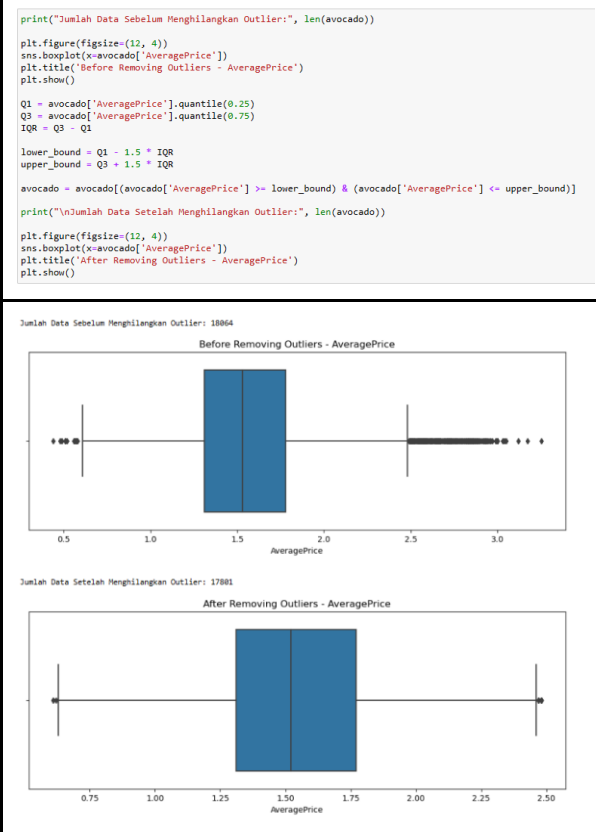 print("Jumlah Data Sebelum Menghilangkan Outlier:", len(avocado))
plt.figure(figsize=(12, 4))
sns.boxplot(x=avocado['AveragePrice'])
plt.title('Before Removing Outliers - AveragePrice')
plt.show()
Q1 = avocado['AveragePrice'].quantile(0.25)
Q3 = avocado['AveragePrice'].quantile(0.75)
IQR = Q3 - Q1
lower_bound = Q1 - 1.5 * IQR
upper_bound = Q3 + 1.5 * IQR
avocado = avocado[(avocado['AveragePrice'] >= lower_bound) & (avocado['AveragePrice'] <= upper_bound)]
print("\nJumlah Data Setelah Menghilangkan Outlier:", len(avocado))
plt.figure(figsize=(12, 4))
sns.boxplot(x=avocado['AveragePrice'])
plt.title('After Removing Outliers - AveragePrice')
plt.show()
Jumlah Data Sebelum Menghilangkan Outlier: 18064
Before Removing Outliers - AveragePrice
0.5 1.0 1.5 2.0 2.5 3.0
AveragePrice
Jumlah Data Setelah Menghilangkan Outlier: 17801
After Removing Outliers - AveragePrice
0.75 1.00 1.25 1.50 1.75 2.00 2.25 2.50
AveragePrice